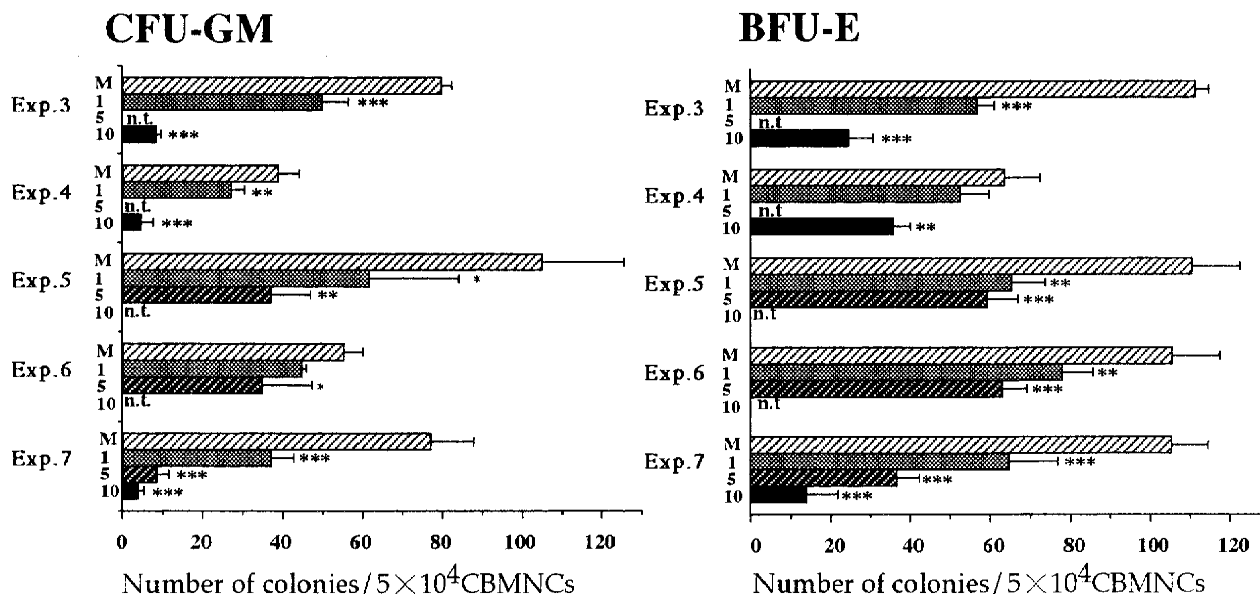 CFU-GM
Exp.3
M
1 ***
5 n.t.
10 ***
Exp.4
M
1 **
5 n.t.
10 ***
Exp.5
M
1 *
5 **
10 n.t.
Exp.6
M
1
5 *
10 n.t.
Exp.7
M
1 ***
5 ***
10 ***
0 20 40 60 80 100 120
Number of colonies/5×10⁴CBMNCs
BFU-E
Exp.3
M
1 ***
5 n.t
10 ***
Exp.4
M
1
5 n.t
10 **
Exp.5
M
1 **
5 ***
10 n.t
Exp.6
M
1 **
5 ***
10 n.t
Exp.7
M
1 ***
5 ***
10 ***
0 20 40 60 80 100 120
Number of colonies/5×10⁴CBMNCs